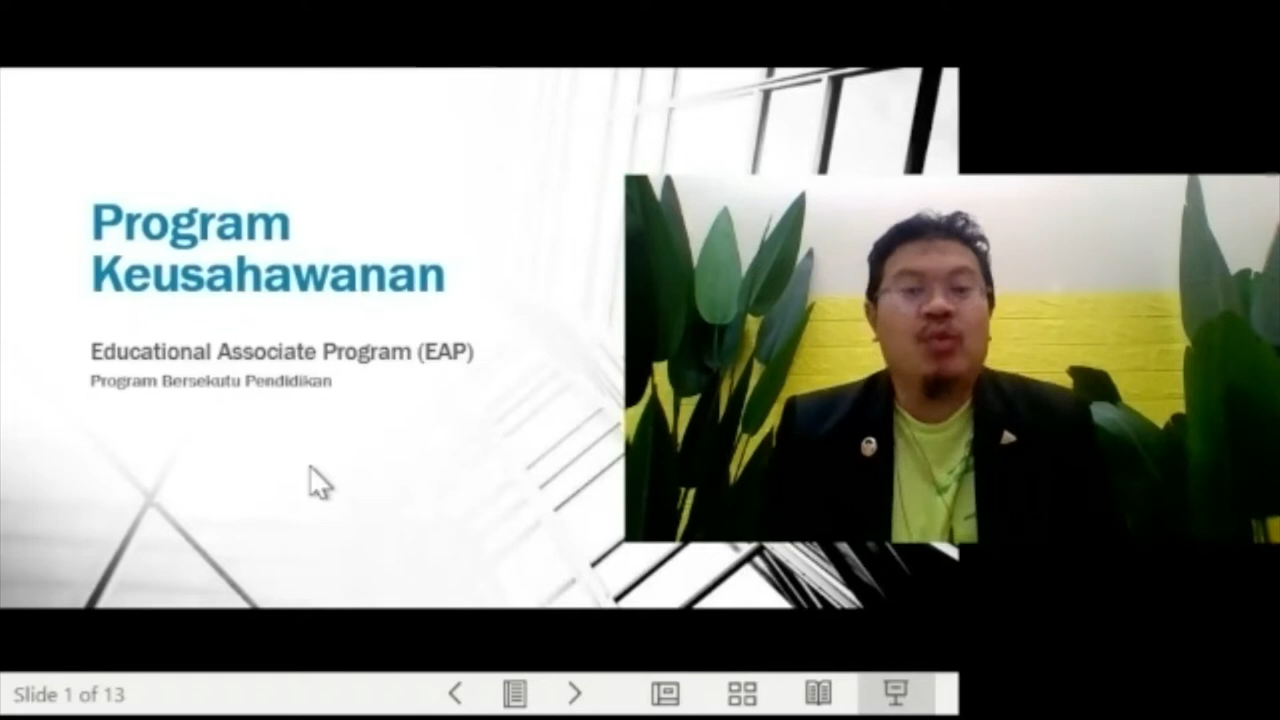 Program
Keusahawanan
Educational Associate Program (EAP)
Program Bersekutu Pendidikan
Slide 1 of 13